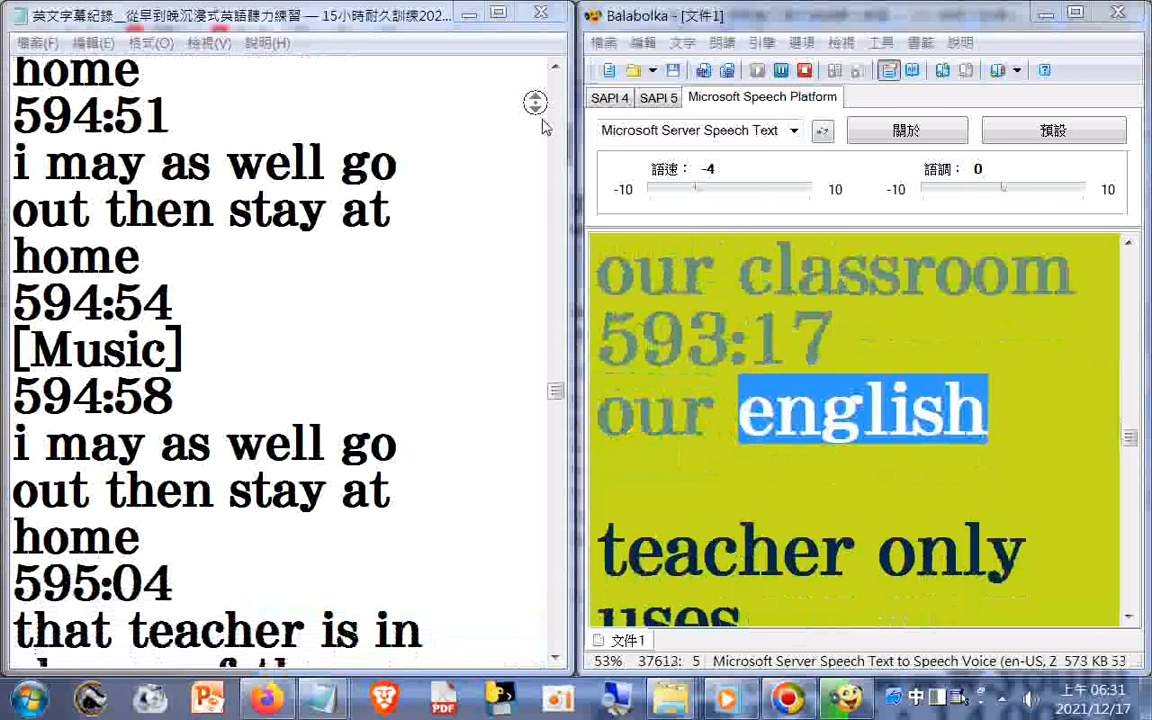 英文字幕紀錄__從早到晚沉浸式英語聽力練習 — 15小時耐久訓練202...
檔案(F) 編輯(E) 格式(O) 檢視(V) 說明(H)
home
594:51
i may as well go
out then stay at
home
594:54
[Music]
594:58
i may as well go
out then stay at
home
595:04
that teacher is in
Balabolka - [文件1]
檔案 編輯 文字 朗讀 引擎 選項 檢視 工具 書籤 說明
SAPI 4 SAPI 5 Microsoft Speech Platform
Microsoft Server Speech Text 關於 預設
語速： -4 語調： 0
-10 10 -10 10
our classroom
593:17
our english
teacher only
uses
文件1
53% 37612: 5 Microsoft Server Speech Text to Speech Voice (en-US, 2 573 KB 53
PDF
中
上午 06:31
2021/12/17